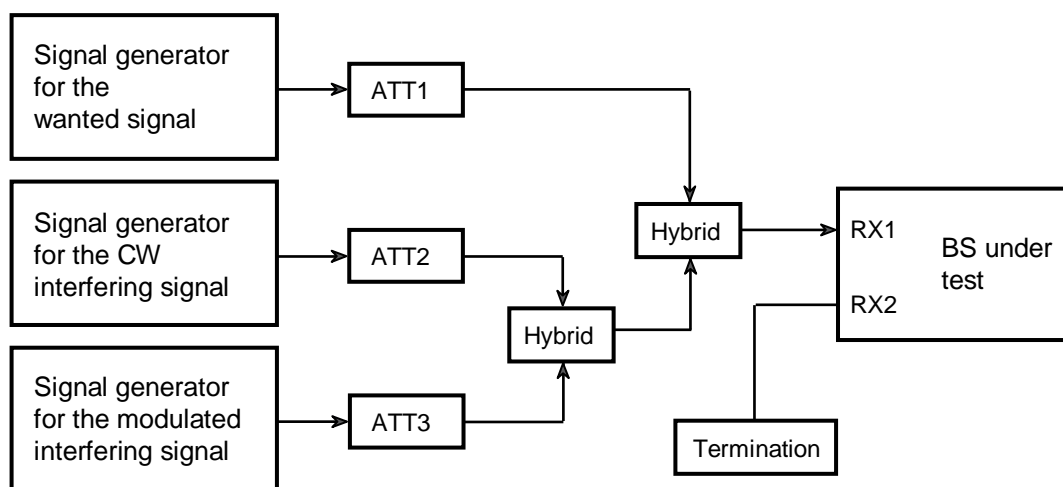 Signal generator
for the
wanted signal
ATT1
Signal generator
for the CW
interfering signal
ATT2
Hybrid
Hybrid
RX1
RX2
BS under
test
Signal generator
for the modulated
interfering signal
ATT3
Termination